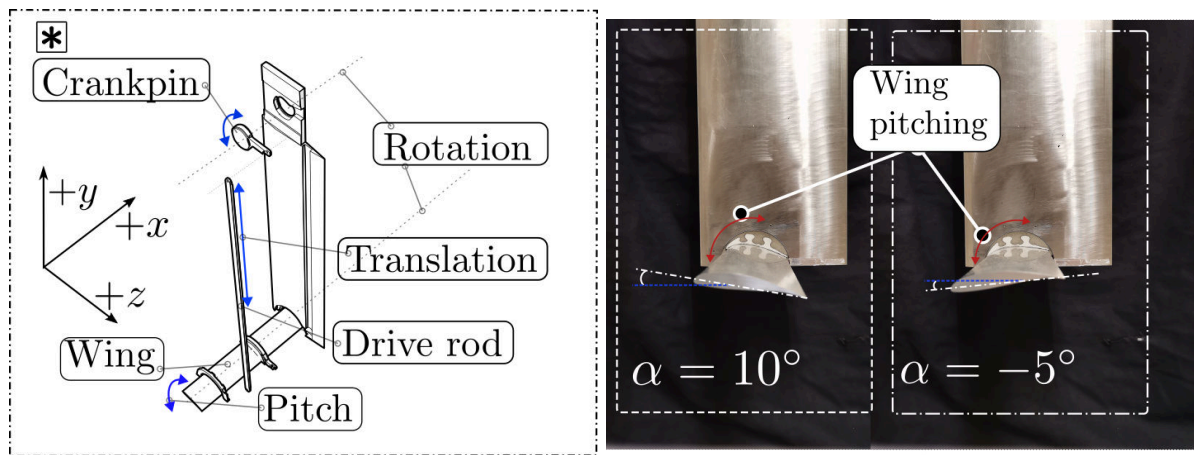 *
Crankpin
Rotation
+y
+x
+z
Translation
Drive rod
Wing
Pitch
Wing
pitching
α = 10°
α = −5°